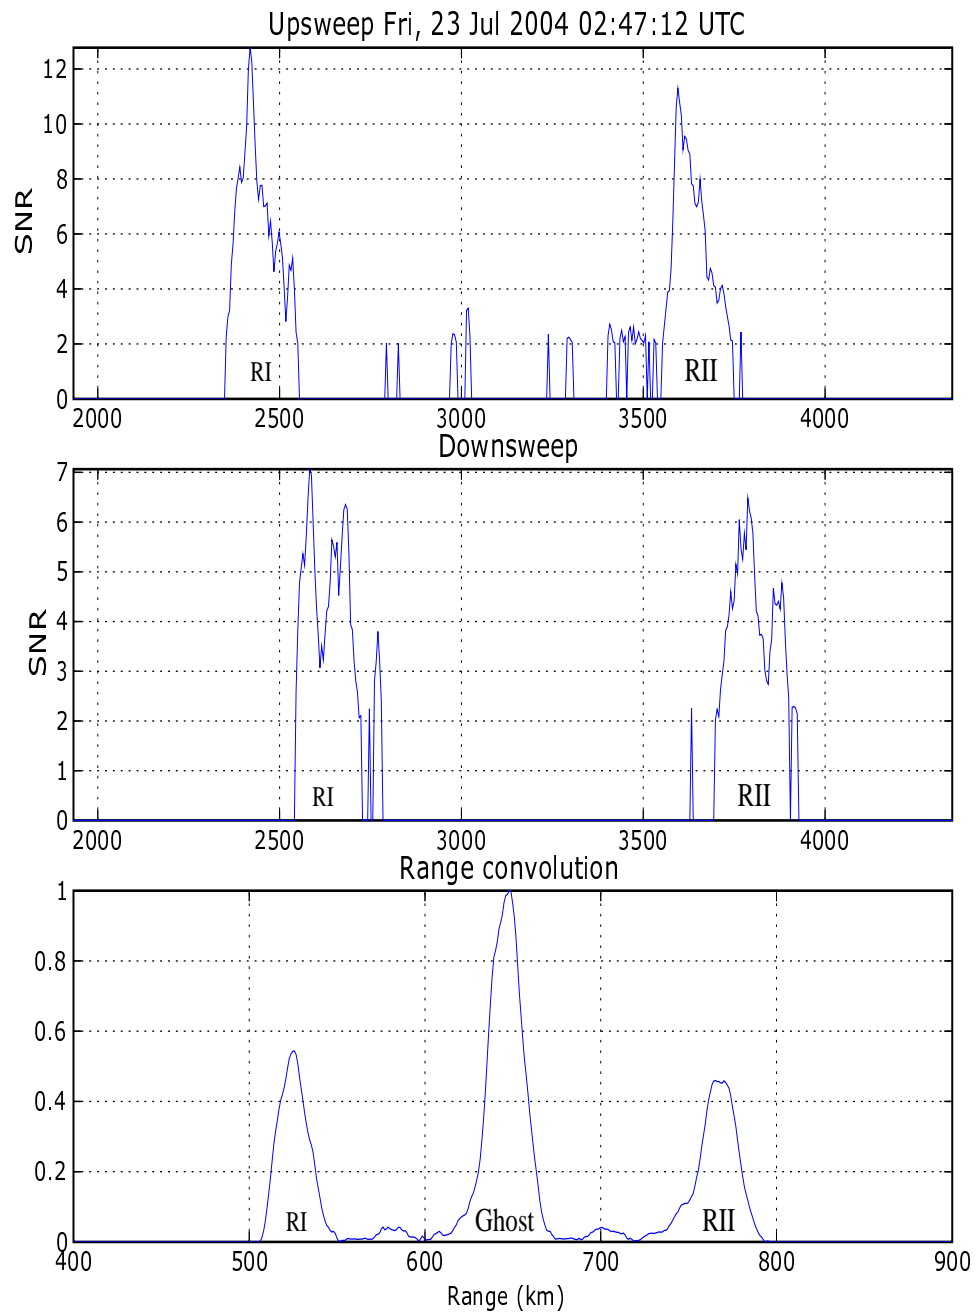 Upsweep Fri, 23 Jul 2004 02:47:12 UTC
12
10
8
6
4
2
0
SNR
RI
RII
2000 2500 3000 3500 4000
Downsweep
7
6
5
4
3
2
1
0
SNR
RI
RII
2000 2500 3000 3500 4000
Range convolution
1
0.8
0.6
0.4
0.2
0
RI
Ghost
RII
400 500 600 700 800 900
Range (km)